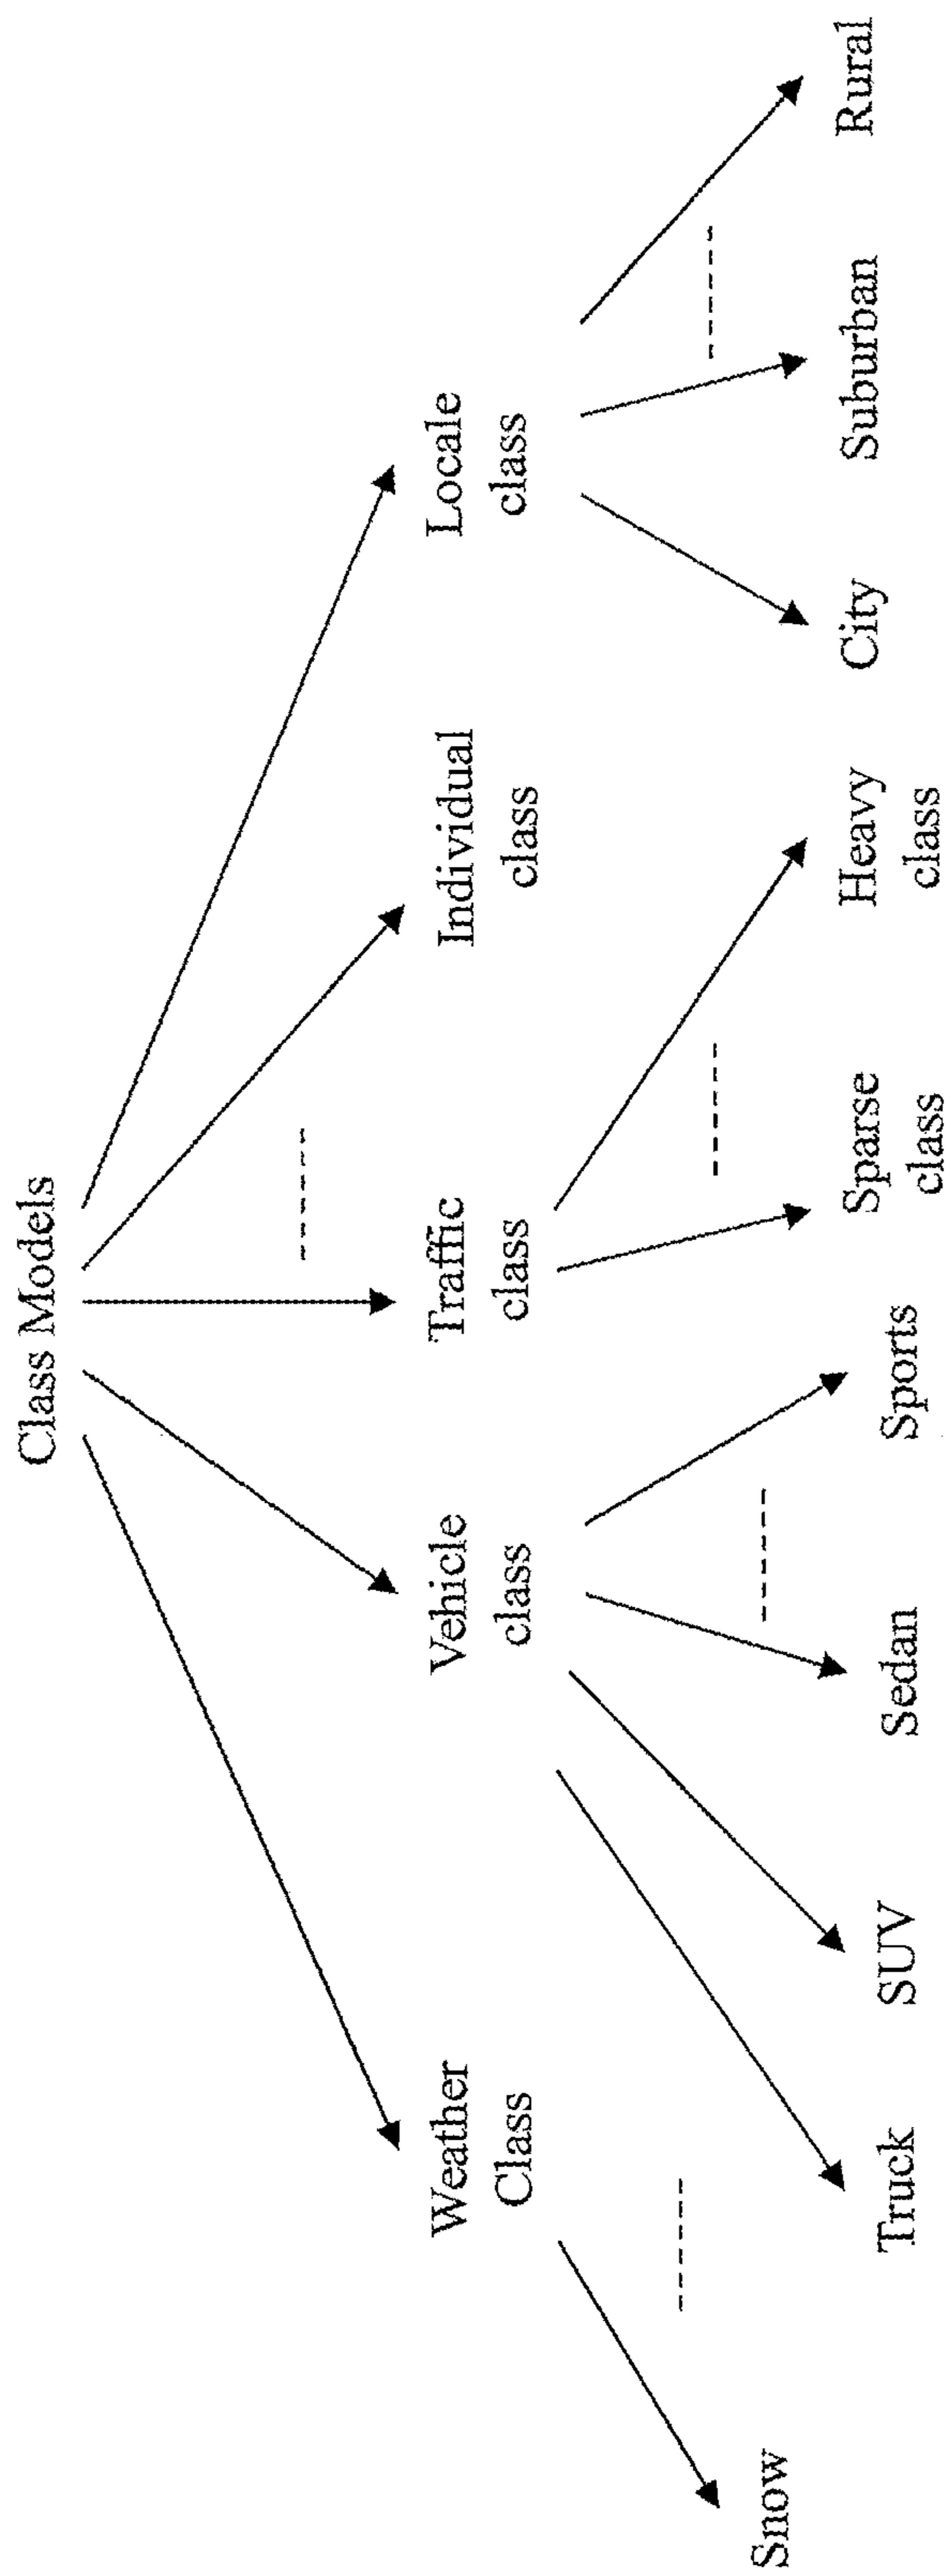 Class Models
Weather
Class
Vehicle
class
Traffic
class
Individual
class
Locale
class
Snow
Truck
SUV
Sedan
Sports
Sparse
class
Heavy
class
City
Suburban
Rural